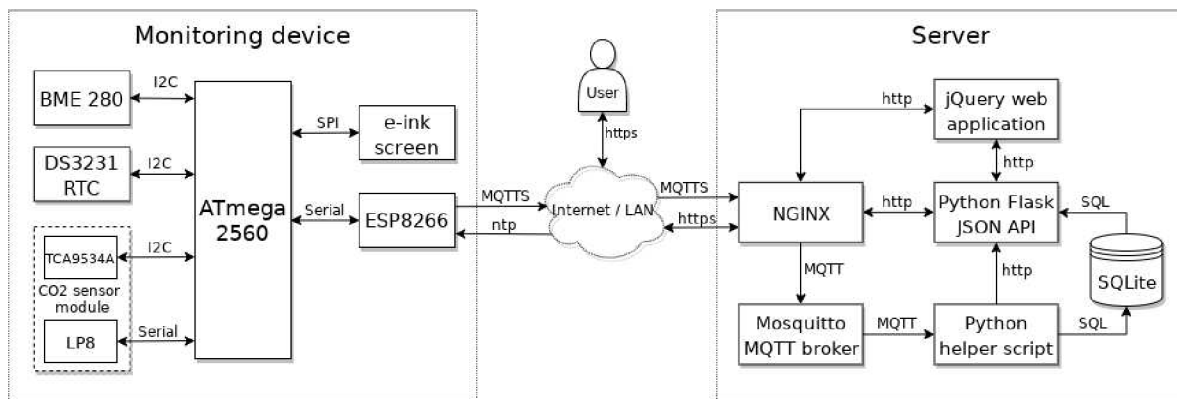 Monitoring device
Server
BME 280
I2C
DS3231
RTC
I2C
TCA9534A
I2C
CO2 sensor
module
LP8
Serial
ATmega
2560
SPI
e-ink
screen
Serial
ESP8266
MQTTS
ntp
User
https
Internet / LAN
MQTTS
https
NGINX
http
jQuery web
application
http
http
Python Flask
JSON API
SQL
SQLite
MQTT
http
Mosquitto
MQTT broker
MQTT
Python
helper script
SQL